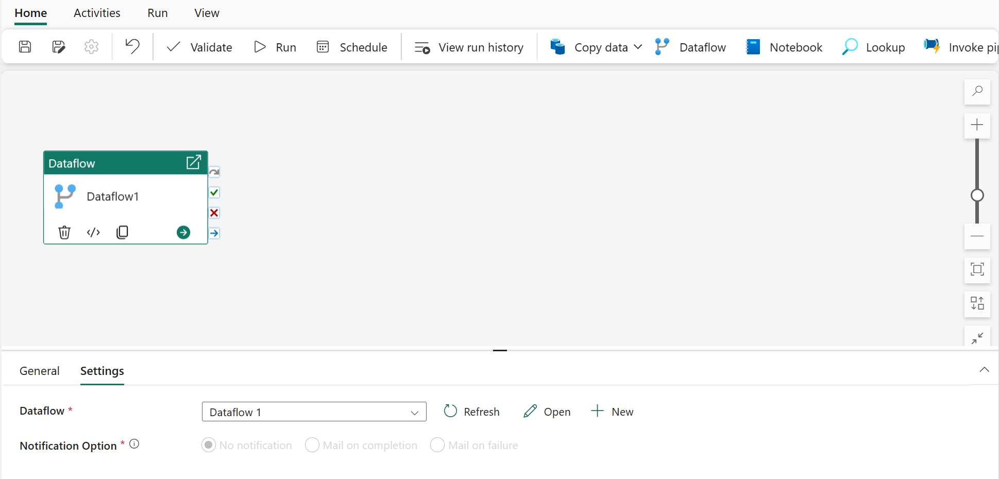 Home Activities Run View
Validate Run Schedule View run history Copy data Dataflow Notebook Lookup Invoke pip
Dataflow
Dataflow1
General Settings
Dataflow * Dataflow 1 Refresh Open New
Notification Option * No notification Mail on completion Mail on failure